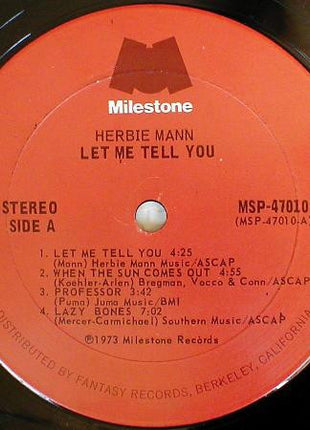 Milestone
HERBIE MANN
LET ME TELL YOU
STEREO
SIDE A
MSP-47010
(MSP-47010-A)
1. LET ME TELL YOU 4:25
(Mann) Herbie Mann Music/ASCAP
2. WHEN THE SUN COMES OUT 4:55
(Koehler-Arlen) Bregman, Vocco & Conn/ASCAP
3. PROFESSOR 3:42
(Puma) Juma Music/BMI
4. LAZY BONES 7:02
(Mercer-Carmichael) Southern Music/ASCAP
℗1973 Milestone Records
DISTRIBUTED BY FANTASY RECORDS, BERKELEY, CALIFORNIA